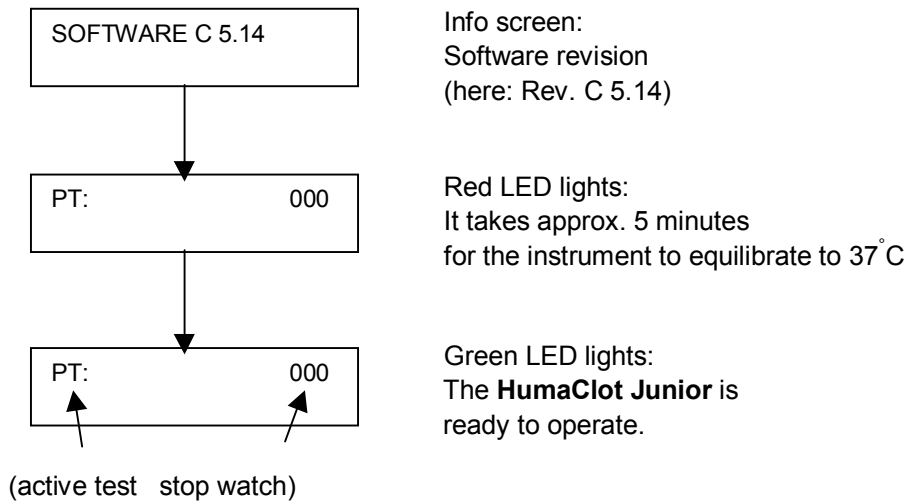 SOFTWARE C 5.14
Info screen:
Software revision
(here: Rev. C 5.14)
PT: 000
Red LED lights:
It takes approx. 5 minutes
for the instrument to equilibrate to 37°C
PT: 000
Green LED lights:
The HumaClot Junior is
ready to operate.
(active test stop watch)